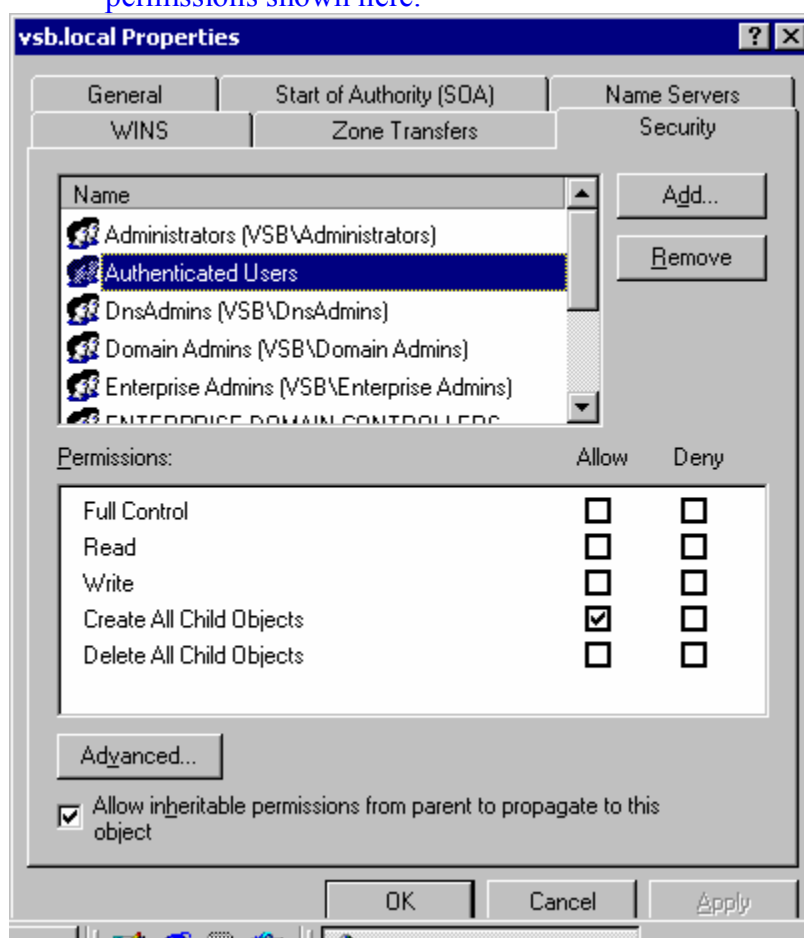 permissions shown here.
vsb.local Properties
General Start of Authority (SOA) Name Servers
WINS Zone Transfers Security
Name
Add...
Administrators (VSB\Administrators)
Authenticated Users
Remove
DnsAdmins (VSB\DnsAdmins)
Domain Admins (VSB\Domain Admins)
Enterprise Admins (VSB\Enterprise Admins)
ENTERPRISE DOMAIN CONTROLLERS
Permissions: Allow Deny
Full Control
Read
Write
Create All Child Objects
Delete All Child Objects
Advanced...
Allow inheritable permissions from parent to propagate to this
object
OK Cancel Apply